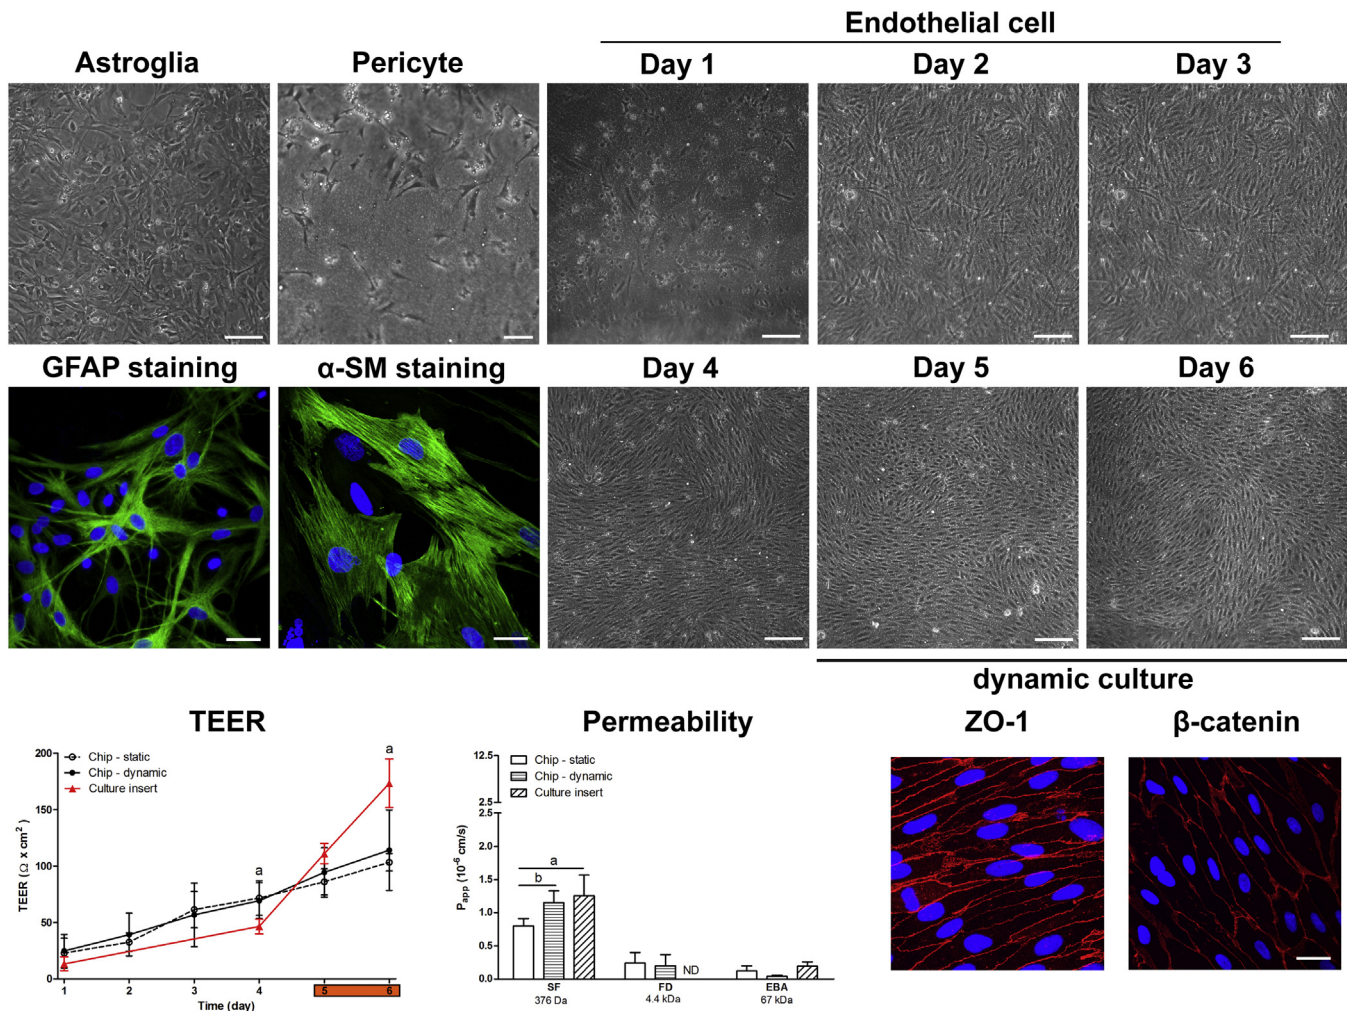 Endothelial cell
Astroglia Pericyte Day 1 Day 2 Day 3
GFAP staining α-SM staining Day 4 Day 5 Day 6
dynamic culture
TEER Permeability ZO-1 β-catenin
TEER (Ω x cm²)
200
150
100
50
0
Chip - static
Chip - dynamic
Culture insert
a
a
1 2 3 4 5 6
Time (day)
Papp (10⁻⁶ cm/s)
12.5
2.5
2.5
2.0
1.5
1.0
0.5
0.0
Chip - static
Chip - dynamic
Culture insert
a
b
ND
SF FD EBA
376 Da 4.4 kDa 67 kDa